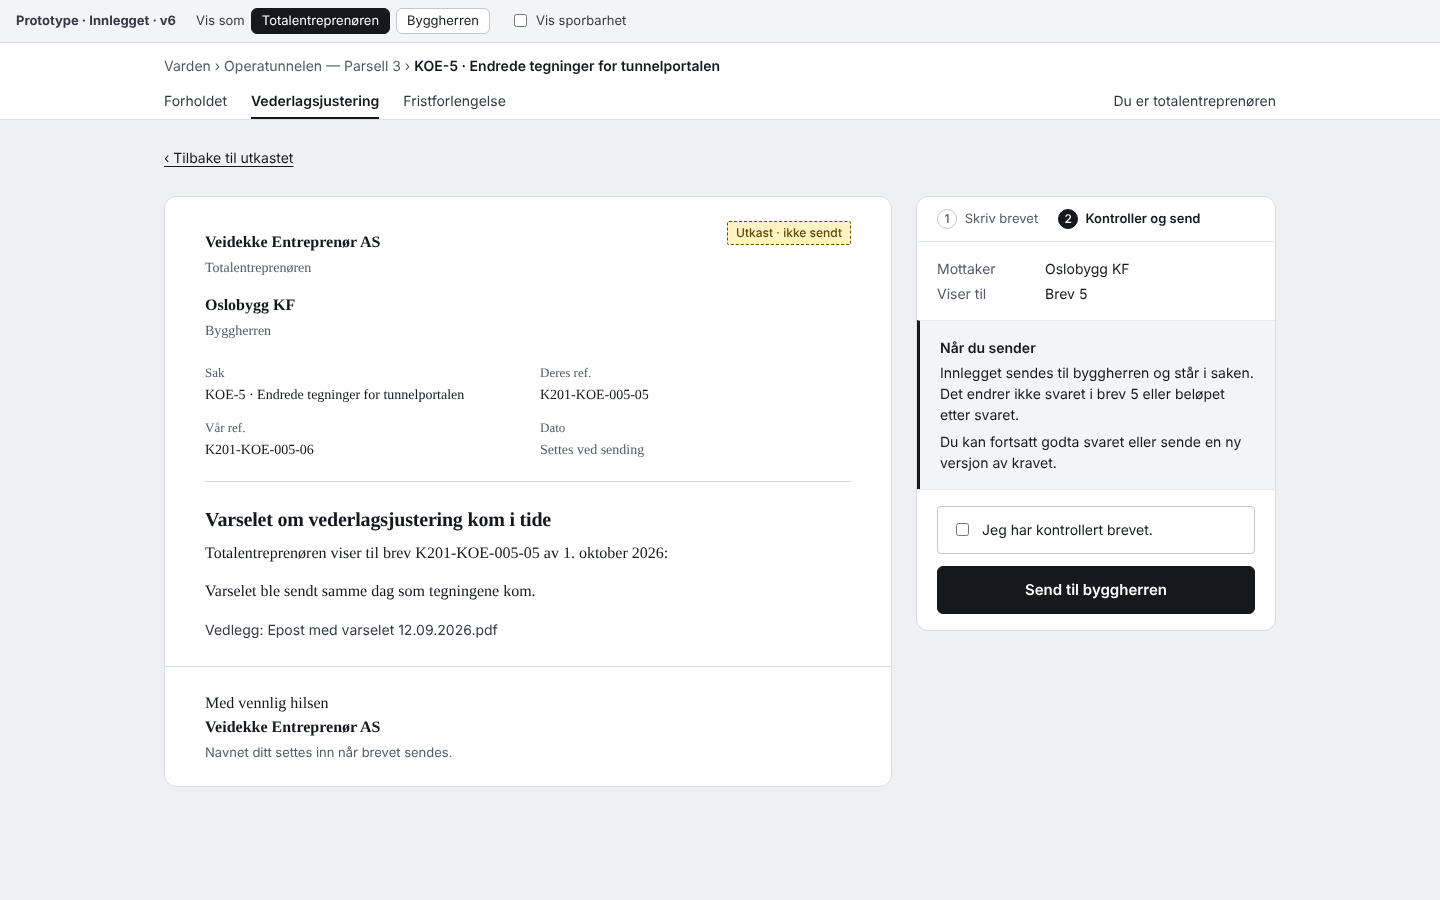 Prototype · Innlegget · v6 Vis som Totalentreprenøren Byggherren Vis sporbarhet
Varden › Operatunnelen — Parsell 3 › KOE-5 · Endrede tegninger for tunnelportalen
Forholdet Vederlagsjustering Fristforlengelse Du er totalentreprenøren
‹ Tilbake til utkastet
Utkast · ikke sendt
Veidekke Entreprenør AS
Totalentreprenøren
Oslobygg KF
Byggherren
Sak Deres ref.
KOE-5 · Endrede tegninger for tunnelportalen K201-KOE-005-05
Vår ref. Dato
K201-KOE-005-06 Settes ved sending
Varselet om vederlagsjustering kom i tide
Totalentreprenøren viser til brev K201-KOE-005-05 av 1. oktober 2026:
Varselet ble sendt samme dag som tegningene kom.
Vedlegg: Epost med varselet 12.09.2026.pdf
Med vennlig hilsen
Veidekke Entreprenør AS
Navnet ditt settes inn når brevet sendes.
1 Skriv brevet 2 Kontroller og send
Mottaker Oslobygg KF
Viser til Brev 5
Når du sender
Innlegget sendes til byggherren og står i saken.
Det endrer ikke svaret i brev 5 eller beløpet
etter svaret.
Du kan fortsatt godta svaret eller sende en ny
versjon av kravet.
Jeg har kontrollert brevet.
Send til byggherren